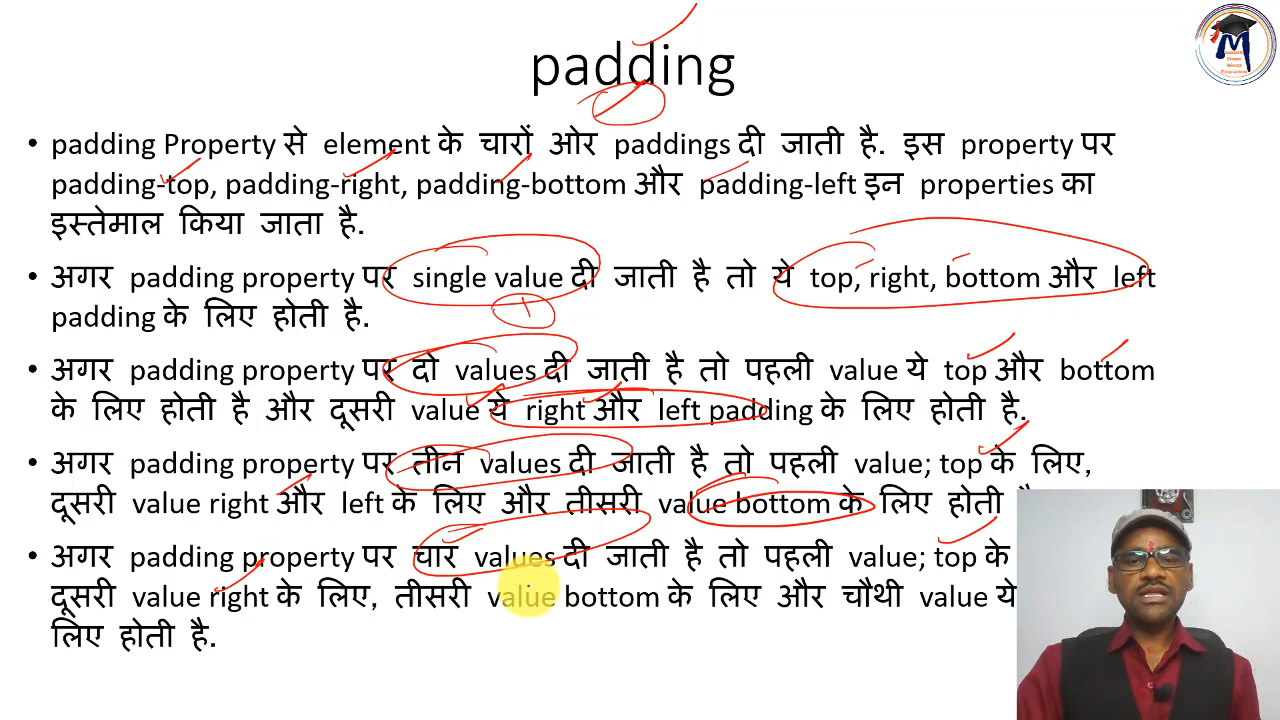 padding
• padding Property से element के चारों ओर paddings दी जाती है. इस property पर
padding-top, padding-right, padding-bottom और padding-left इन properties का
इस्तेमाल किया जाता है.
• अगर padding property पर single value दी जाती है तो ये top, right, bottom और left
padding के लिए होती है.
• अगर padding property पर दो values दी जाती है तो पहली value ये top और bottom
के लिए होती है और दूसरी value ये right और left padding के लिए होती है.
• अगर padding property पर तीन values दी जाती है तो पहली value; top के लिए,
दूसरी value right और left के लिए और तीसरी value bottom के लिए होती
• अगर padding property पर चार values दी जाती है तो पहली value; top के
दूसरी value right के लिए, तीसरी value bottom के लिए और चौथी value ये
लिए होती है.